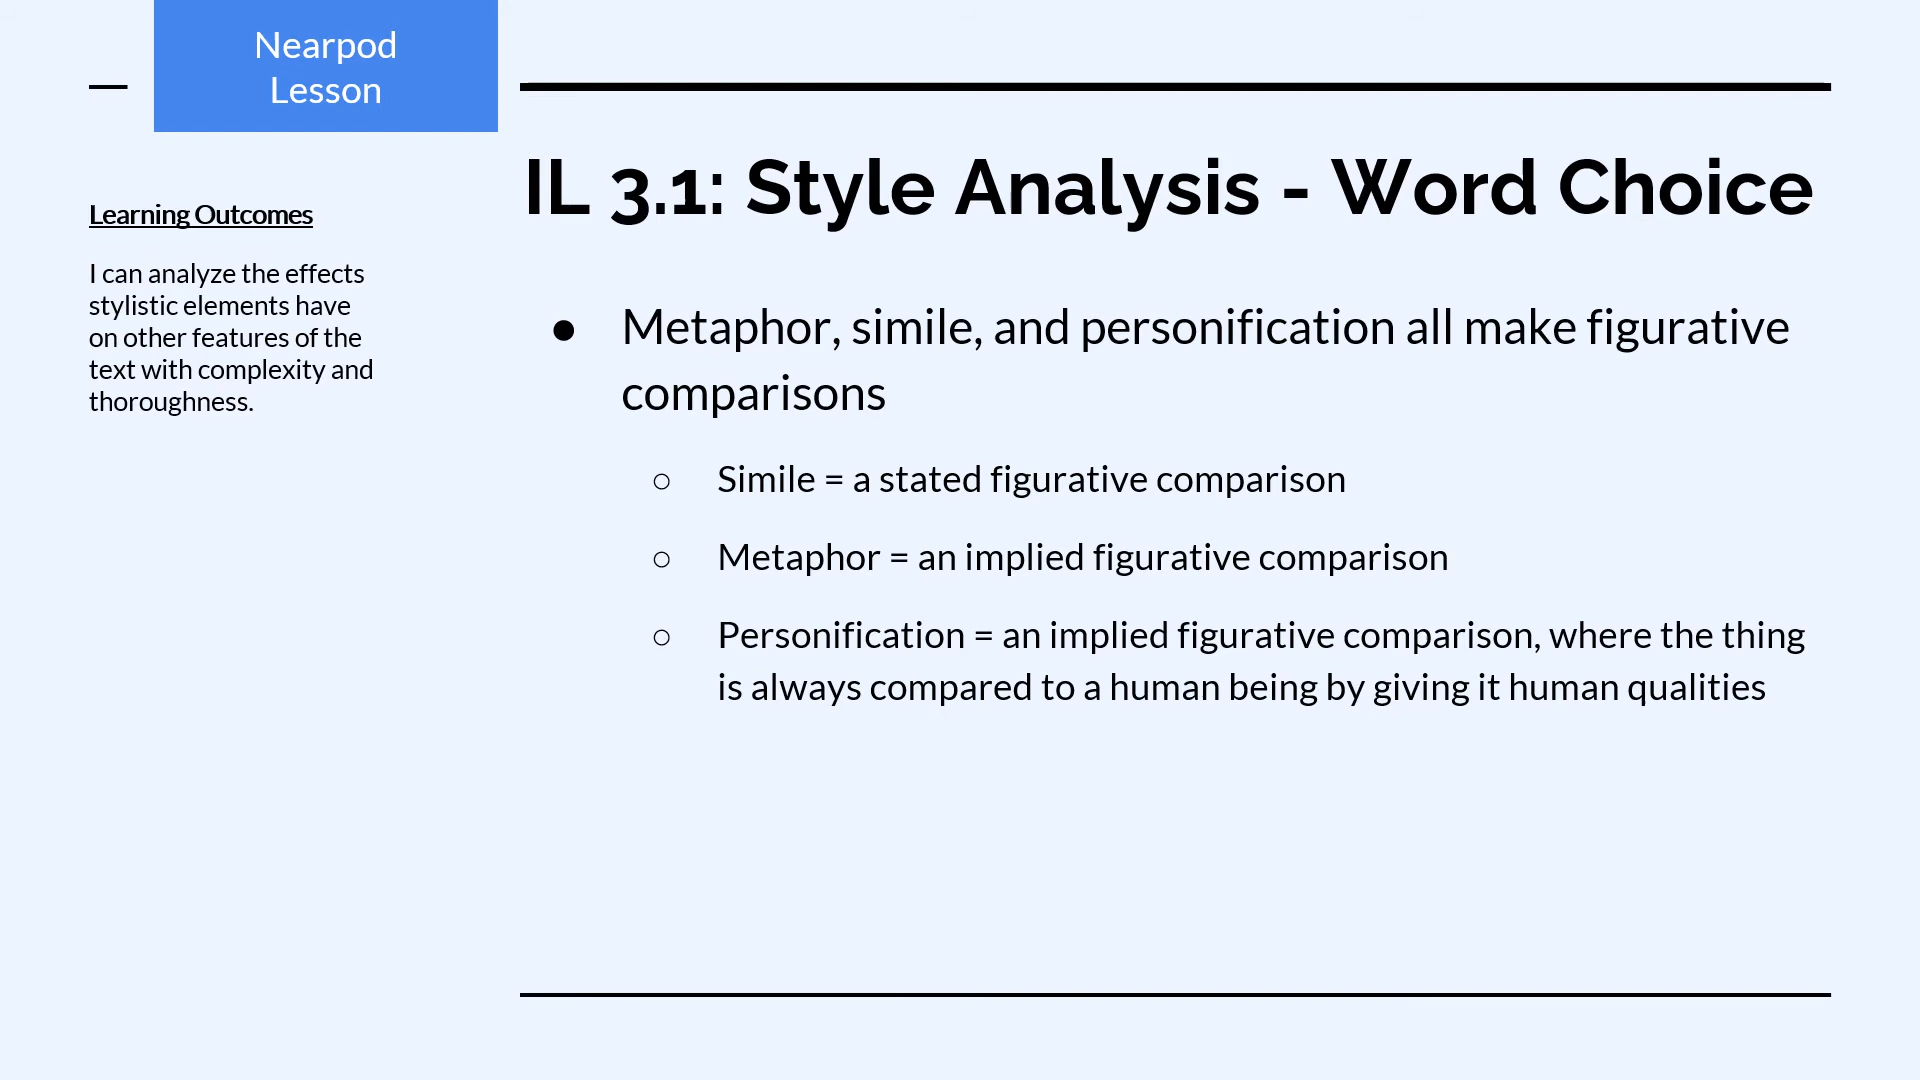 Nearpod
Lesson
Learning Outcomes
I can analyze the effects
stylistic elements have
on other features of the
text with complexity and
thoroughness.
IL 3.1: Style Analysis - Word Choice
● Metaphor, simile, and personification all make figurative
comparisons
○ Simile = a stated figurative comparison
○ Metaphor = an implied figurative comparison
○ Personification = an implied figurative comparison, where the thing
is always compared to a human being by giving it human qualities